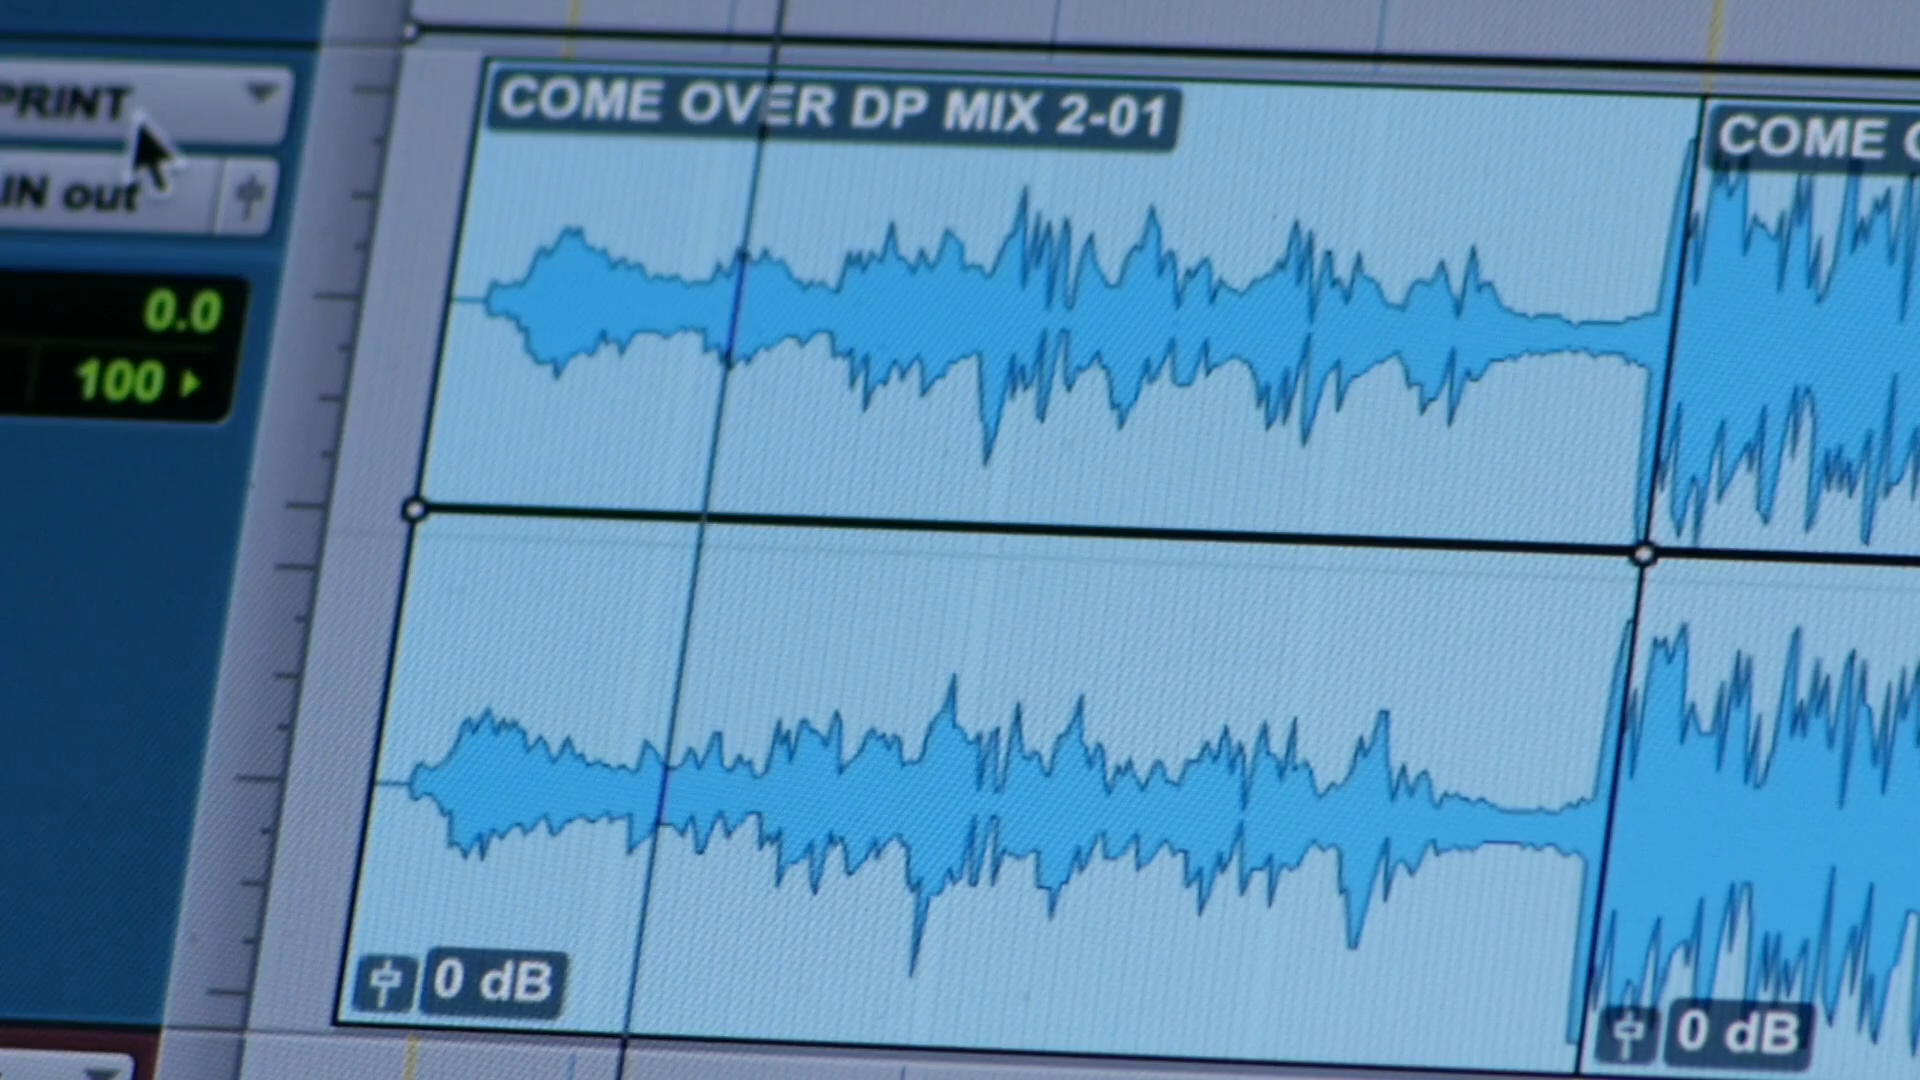 PRINT
IN out
0.0
100
COME OVER DP MIX 2-01
COME
0 dB
0 dB